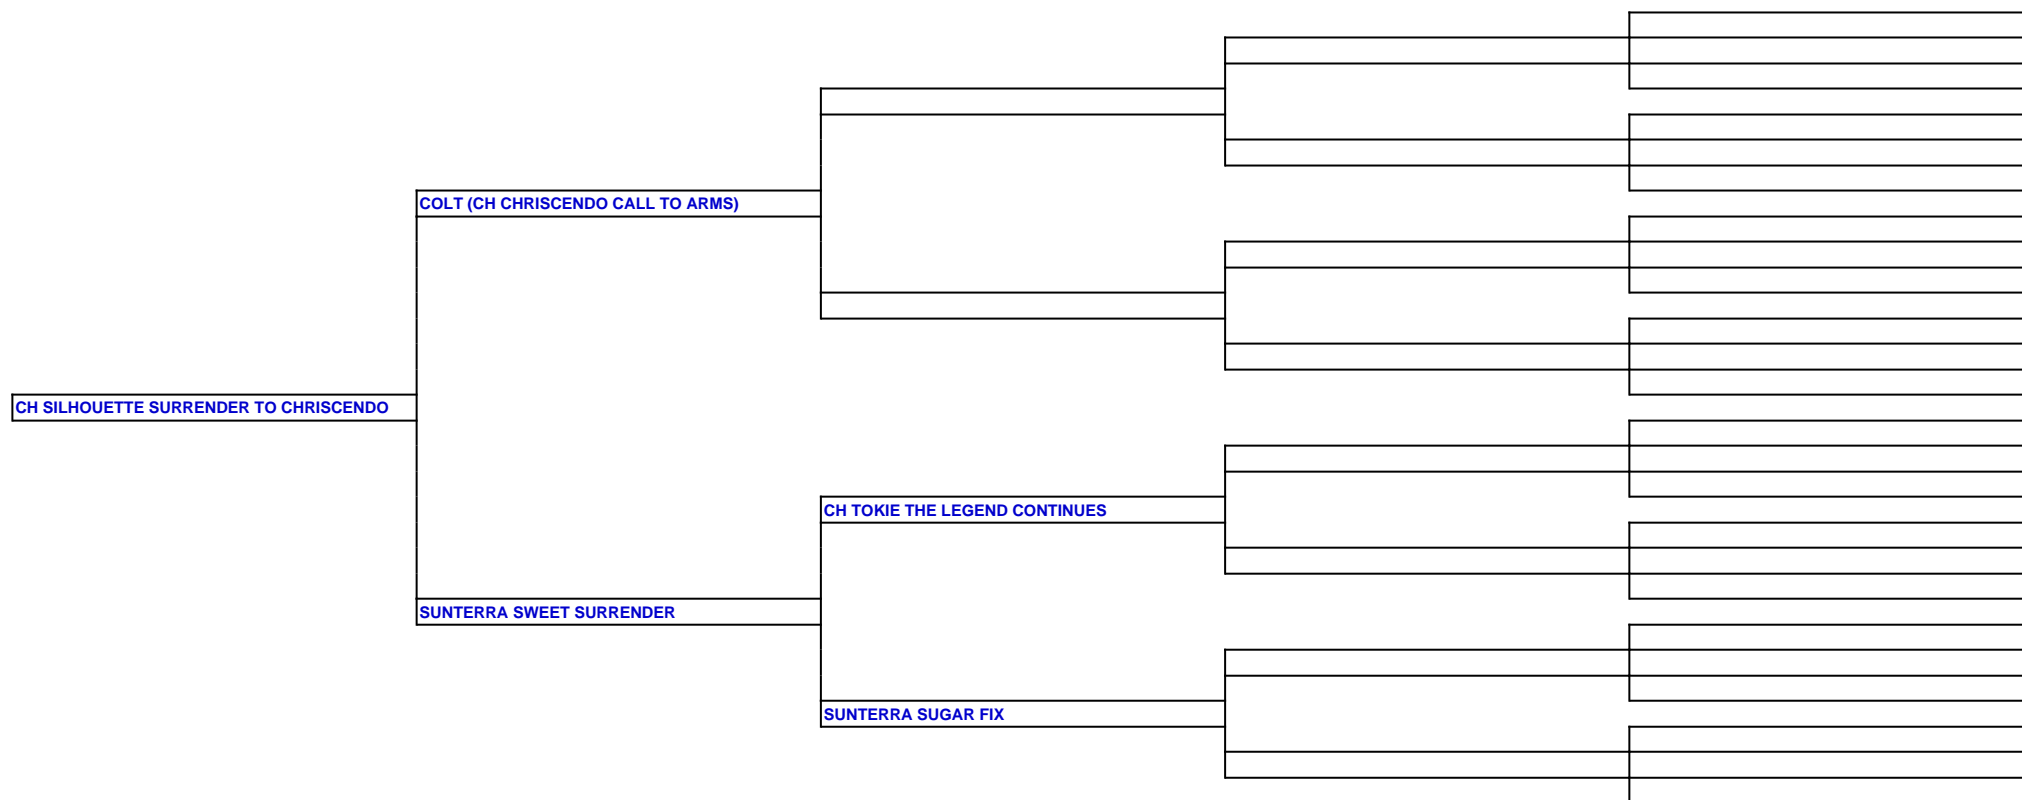 COLT (CH CHRISCENDO CALL TO ARMS)
CH SILHOUETTE SURRENDER TO CHRISCENDO
CH TOKIE THE LEGEND CONTINUES
SUNTERRA SWEET SURRENDER
SUNTERRA SUGAR FIX